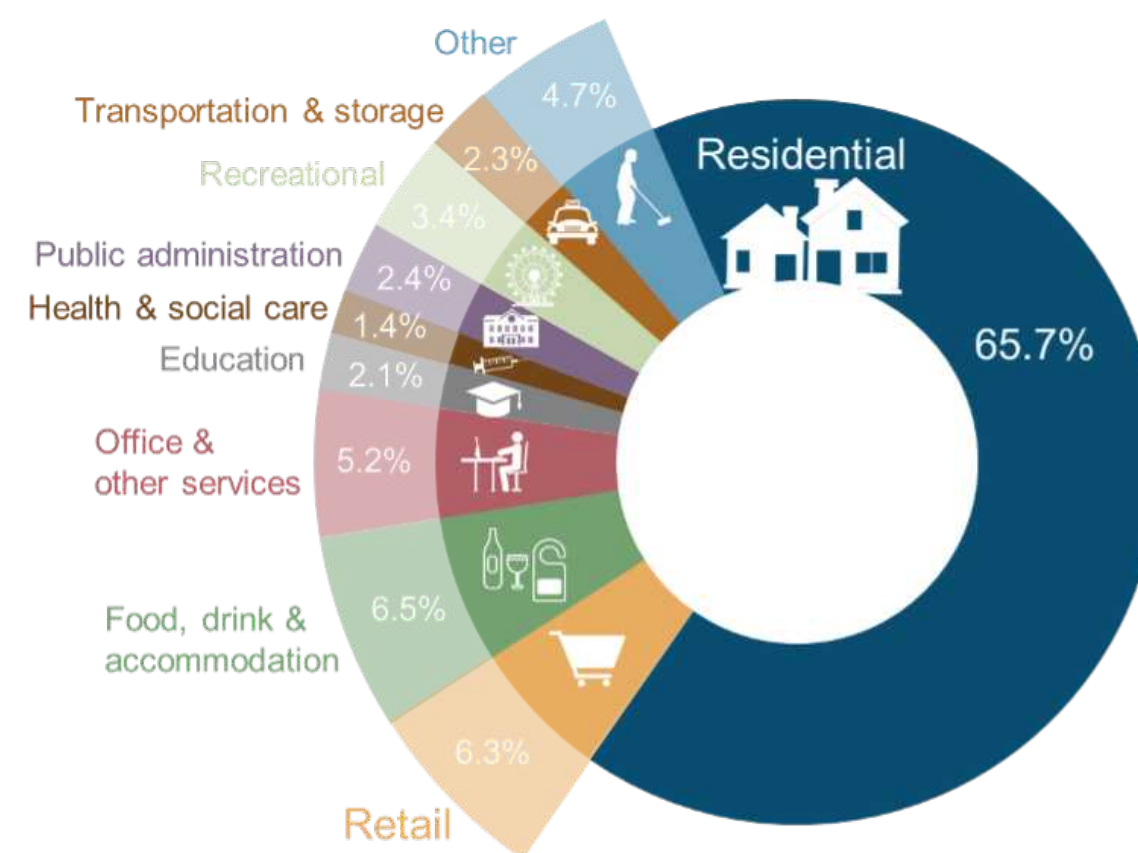 Other
4.7%
Transportation & storage
2.3%
Residential
Recreational
3.4%
Public administration
2.4%
Health & social care
1.4%
65.7%
Education
2.1%
Office &
other services
5.2%
Food, drink &
accommodation
6.5%
6.3%
Retail